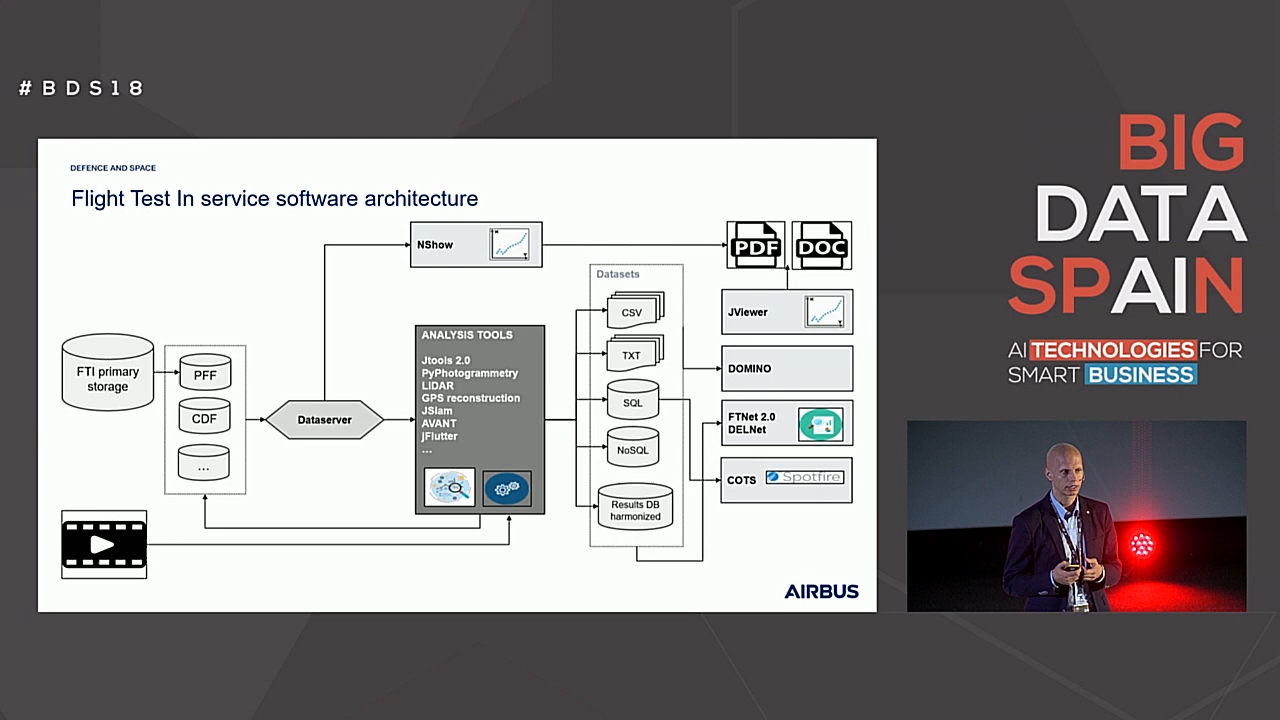 #BDS18
DEFENCE AND SPACE
Flight Test In service software architecture
NShow
PDF
DOC
Datasets
CSV
TXT
SQL
NoSQL
Results DB
harmonized
JViewer
DOMINO
FTNet 2.0
DELNet
COTS
Spotfire
FTI primary
storage
PFF
CDF
...
Dataserver
ANALYSIS TOOLS
Jtools 2.0
PyPhotogrammetry
LIDAR
GPS reconstruction
JSlam
AVANT
jFlutter
...
AIRBUS
BIG
DATA
SPAIN
AI TECHNOLOGIES FOR
SMART BUSINESS